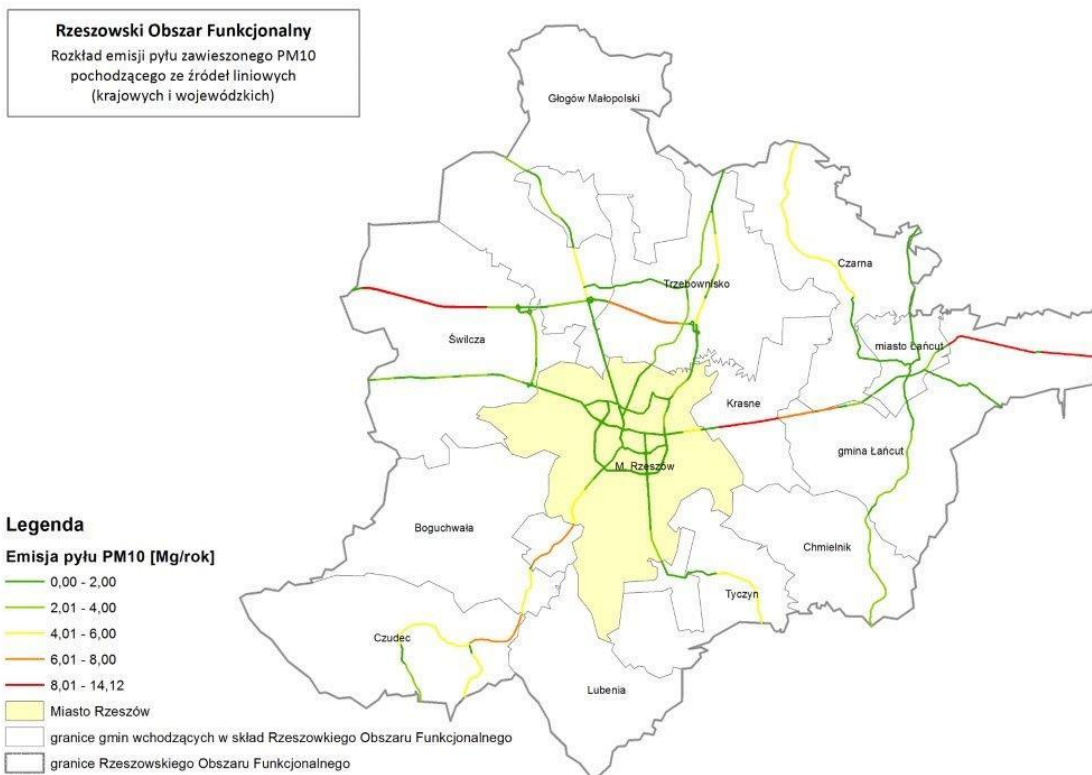 Rzeszowski Obszar Funkcjonalny
Rozkład emisji pyłu zawieszonego PM10
pochodzącego ze źródeł liniowych
(krajowych i wojewódzkich)
Głogów Małopolski
Czarna
Trzebownisko
Świlcza
miasto Łańcut
Krasne
gmina Łańcut
M. Rzeszów
Boguchwała
Chmielnik
Tyczyn
Czudec
Lubenia
Legenda
Emisja pyłu PM10 [Mg/rok]
0,00 - 2,00
2,01 - 4,00
4,01 - 6,00
6,01 - 8,00
8,01 - 14,12
Miasto Rzeszów
granice gmin wchodzących w skład Rzeszowkiego Obszaru Funkcjonalnego
granice Rzeszowskiego Obszaru Funkcjonalnego